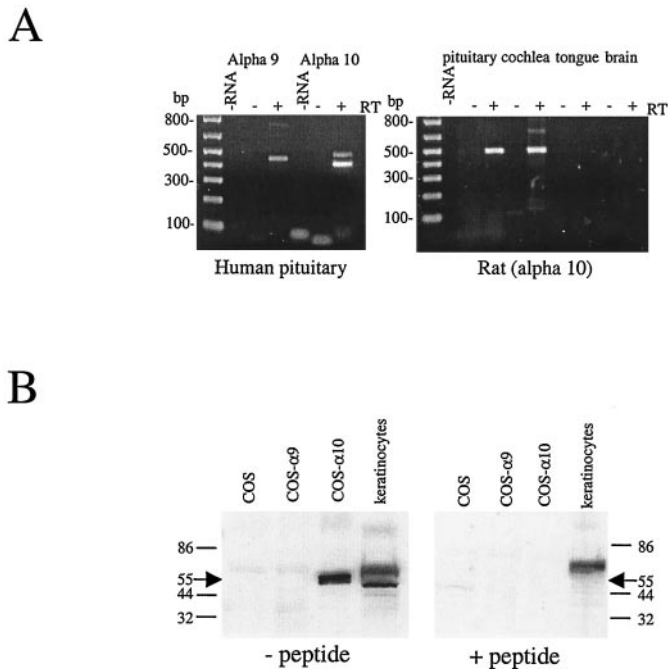 A
Alpha 9 Alpha 10
-RNA - + -RNA - + RT
bp
800-
500-
300-
100-
Human pituitary
pituitary cochlea tongue brain
-RNA - + - + - + - + RT
bp
800-
500-
300-
100-
Rat (alpha 10)
B
COS COS-α9 COS-α10 keratinocytes
86
55
44
32
- peptide
COS COS-α9 COS-α10 keratinocytes
86
55
44
32
+ peptide